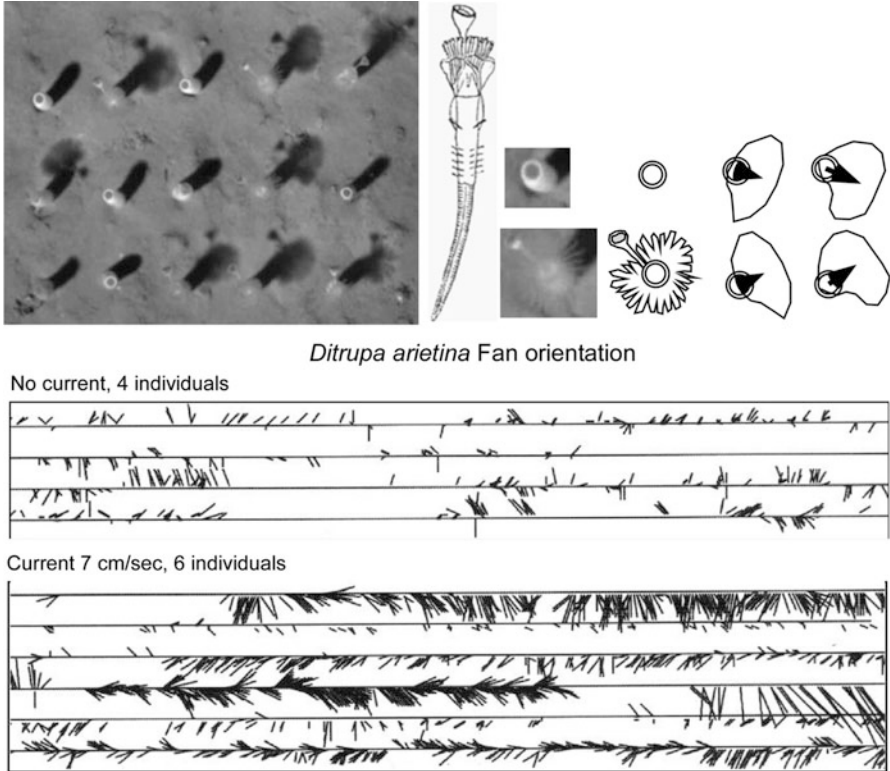 Ditrupa arietina Fan orientation
No current, 4 individuals
Current 7 cm/sec, 6 individuals